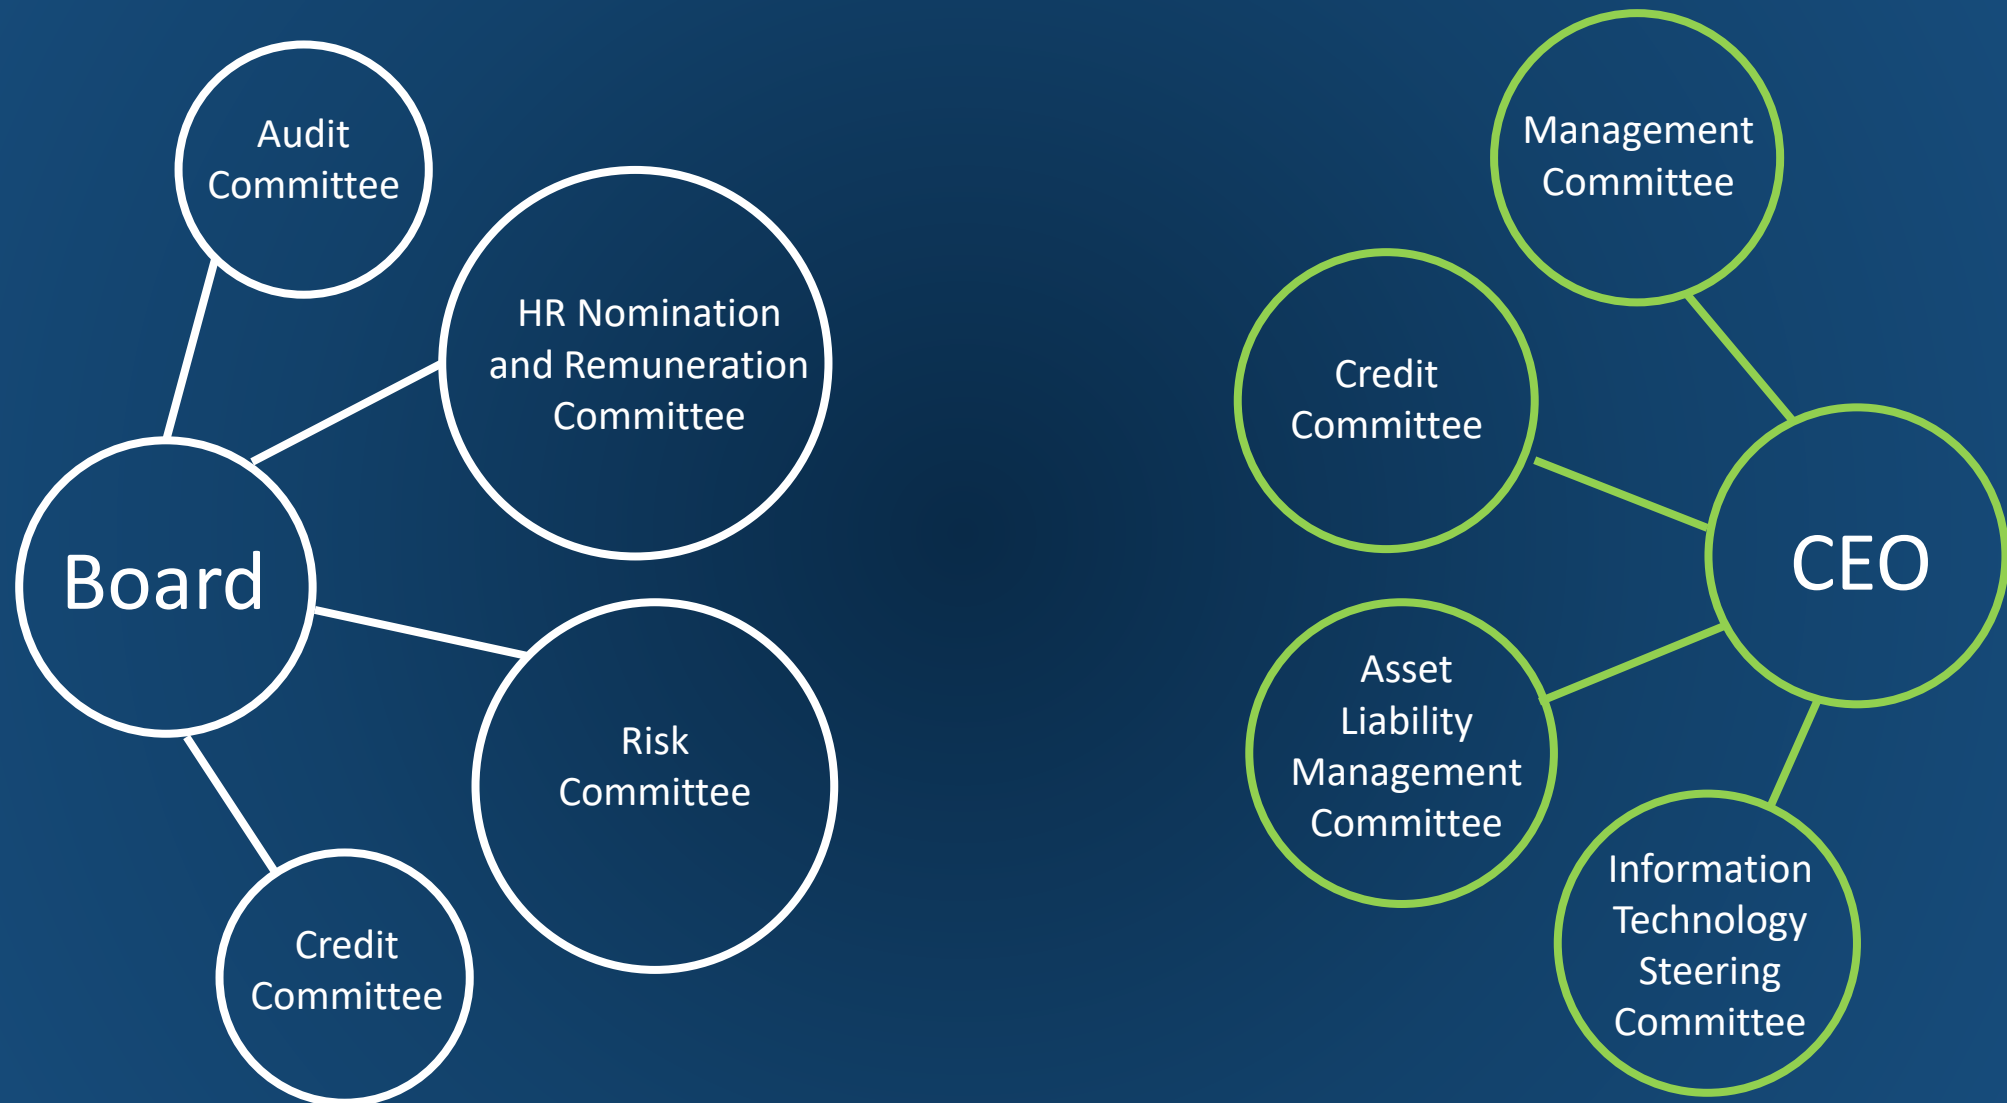 Audit
Committee
HR Nomination
and Remuneration
Committee
Board
Risk
Committee
Credit
Committee
Management
Committee
Credit
Committee
CEO
Asset
Liability
Management
Committee
Information
Technology
Steering
Committee